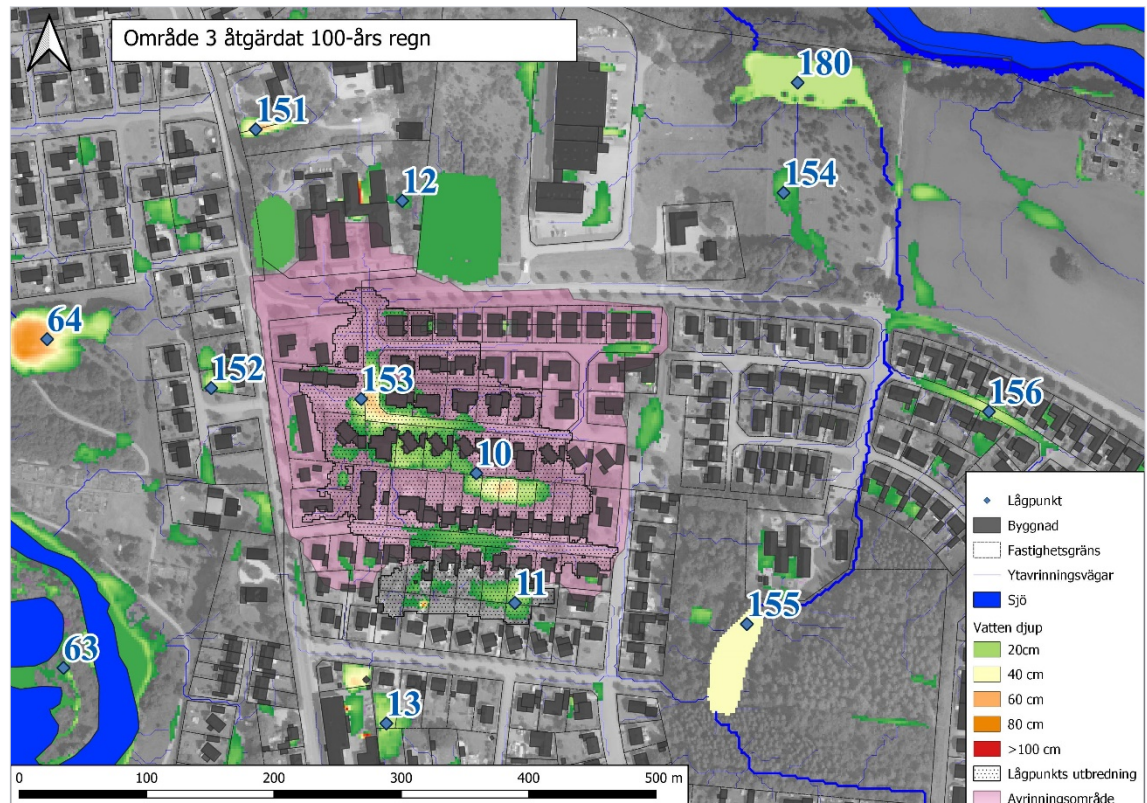 Område 3 åtgärdat 100-års regn
180
151
12
154
64
152
153
156
10
11
155
63
13
Lågpunkt
Byggnad
Fastighetsgräns
Ytavrinningsvägar
Sjö
Vatten djup
20cm
40 cm
60 cm
80 cm
>100 cm
Lågpunkts utbredning
Avrinningsområde
0 100 200 300 400 500 m